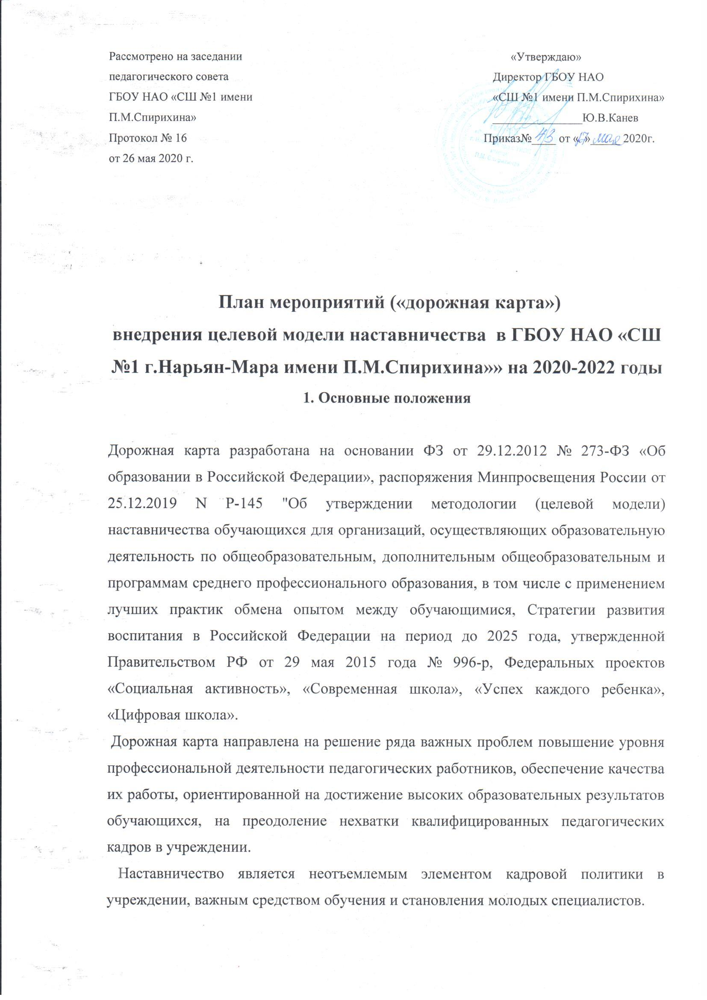 Рассмотрено на заседании
педагогического совета
ГБОУ НАО «СШ №1 имени
П.М.Спирихина»
Протокол № 16
от 26 мая 2020 г.
«Утверждаю»
Директор ГБОУ НАО
«СШ №1 имени П.М.Спирихина»
_______________Ю.В.Канев
Приказ№ 43 от « » мая 2020г.
План мероприятий («дорожная карта»)
внедрения целевой модели наставничества в ГБОУ НАО «СШ
№1 г.Нарьян-Мара имени П.М.Спирихина»» на 2020-2022 годы
1. Основные положения
Дорожная карта разработана на основании ФЗ от 29.12.2012 № 273-ФЗ «Об
образовании в Российской Федерации», распоряжения Минпросвещения России от
25.12.2019 N Р-145 "Об утверждении методологии (целевой модели)
наставничества обучающихся для организаций, осуществляющих образовательную
деятельность по общеобразовательным, дополнительным общеобразовательным и
программам среднего профессионального образования, в том числе с применением
лучших практик обмена опытом между обучающимися, Стратегии развития
воспитания в Российской Федерации на период до 2025 года, утвержденной
Правительством РФ от 29 мая 2015 года № 996-р, Федеральных проектов
«Социальная активность», «Современная школа», «Успех каждого ребенка»,
«Цифровая школа».
Дорожная карта направлена на решение ряда важных проблем повышение уровня
профессиональной деятельности педагогических работников, обеспечение качества
их работы, ориентированной на достижение высоких образовательных результатов
обучающихся, на преодоление нехватки квалифицированных педагогических
кадров в учреждении.
Наставничество является неотъемлемым элементом кадровой политики в
учреждении, важным средством обучения и становления молодых специалистов.